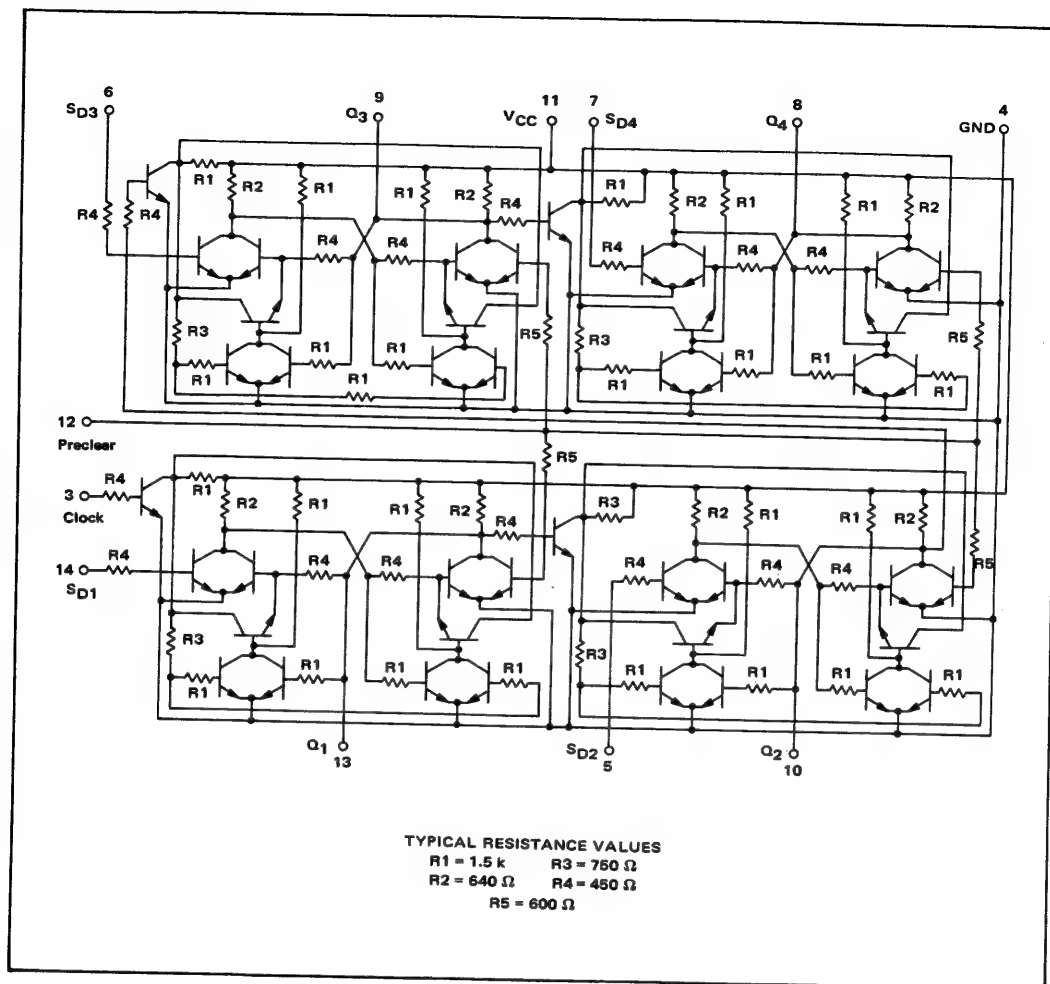 6 9 11 7 8 4
SD3 Q3 VCC SD4 Q4 GND
R1 R2 R1 R1 R2 R4 R1 R2 R1 R1 R2
R4 R4 R4 R4 R4 R4 R4
R3 R5 R3 R5
R1 R1 R1 R1 R1 R1 R1
R1
12
Preclear
R4 R5
3 R1 R2 R1 R1 R2 R4 R3 R2 R1 R1 R2
Clock
R4 R4 R4 R4 R4 R4 R5
14
SD1
R3 R3
R1 R1 R1 R1 R1 R1 R1 R1
Q1 SD2 Q2
13 5 10
TYPICAL RESISTANCE VALUES
R1 = 1.5 k R3 = 750 Ω
R2 = 640 Ω R4 = 450 Ω
R5 = 600 Ω